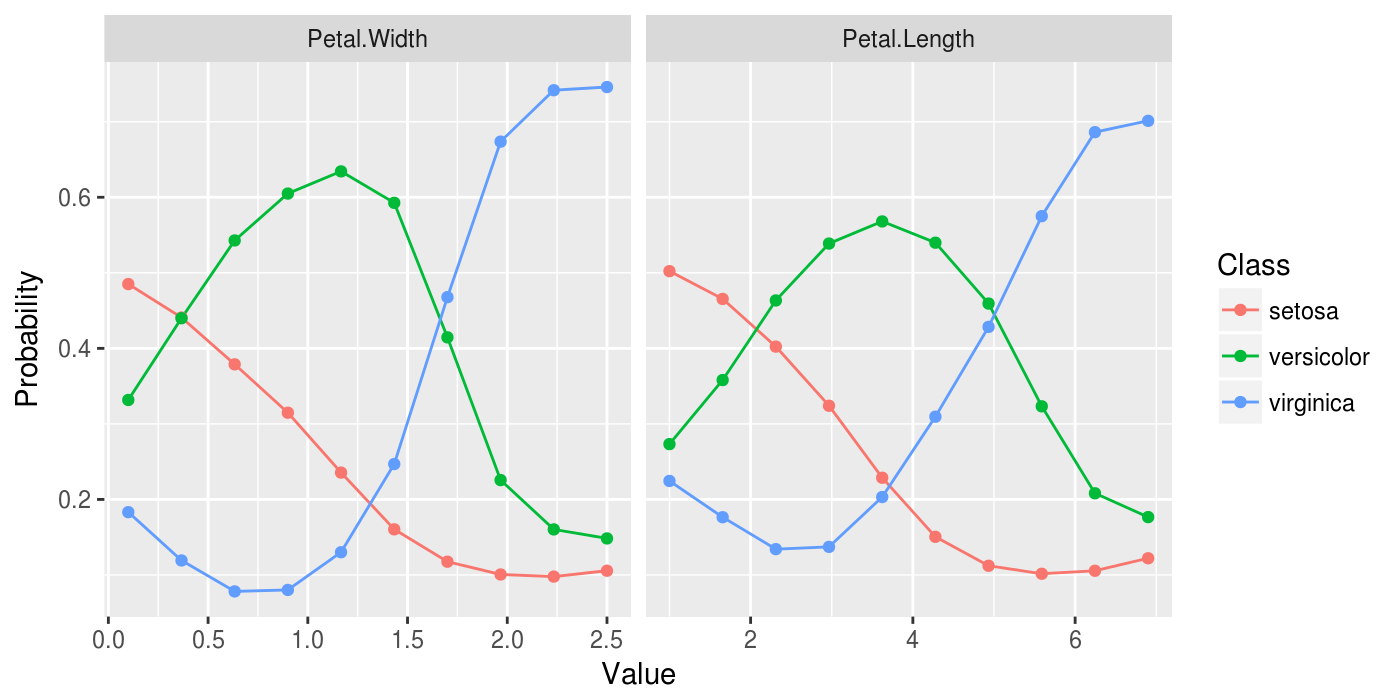 Petal.Width
Petal.Length
Probability
0.6
0.4
0.2
0.0 0.5 1.0 1.5 2.0 2.5
2 4 6
Value
Class
setosa
versicolor
virginica